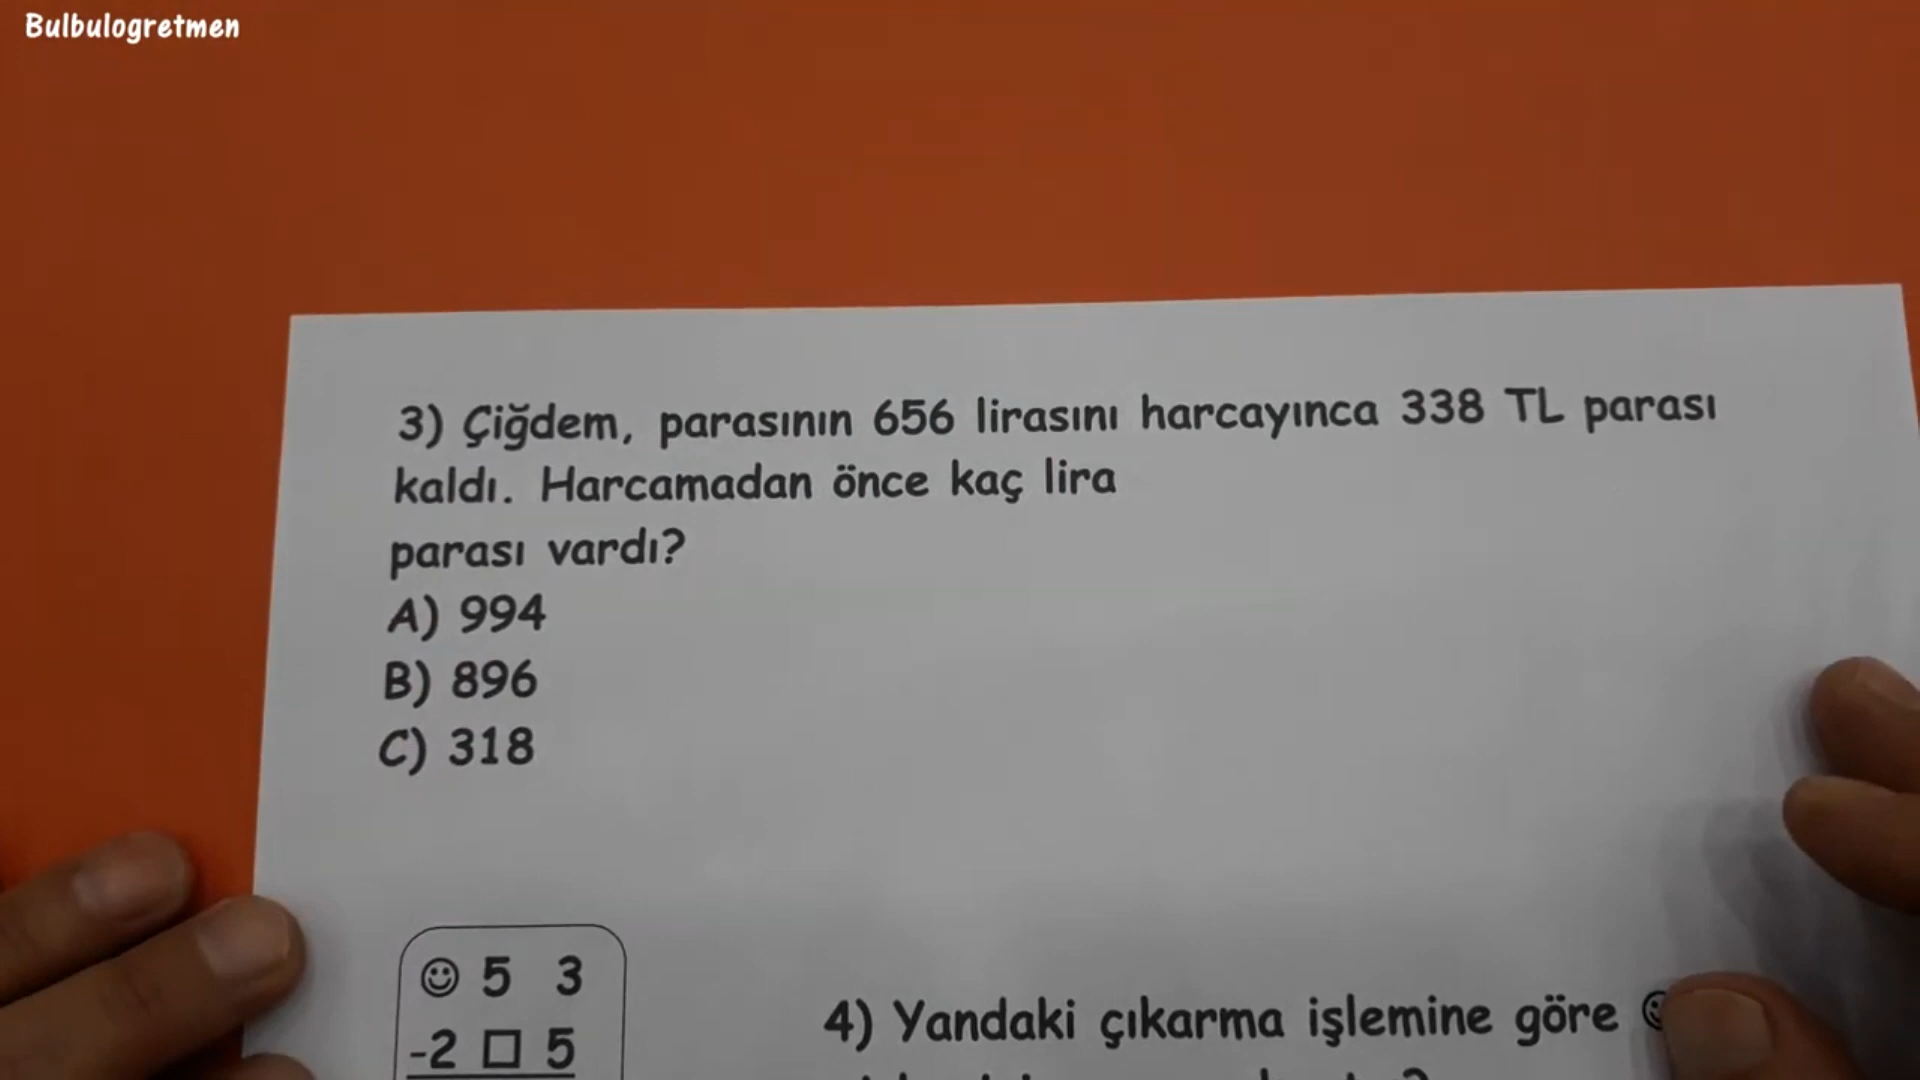 Bulbulogretmen
3) Çiğdem, parasının 656 lirasını harcayınca 338 TL parası
kaldı. Harcamadan önce kaç lira
parası vardı?
A) 994
B) 896
C) 318
☺ 5 3
-2 □ 5
4) Yandaki çıkarma işlemine göre ☺